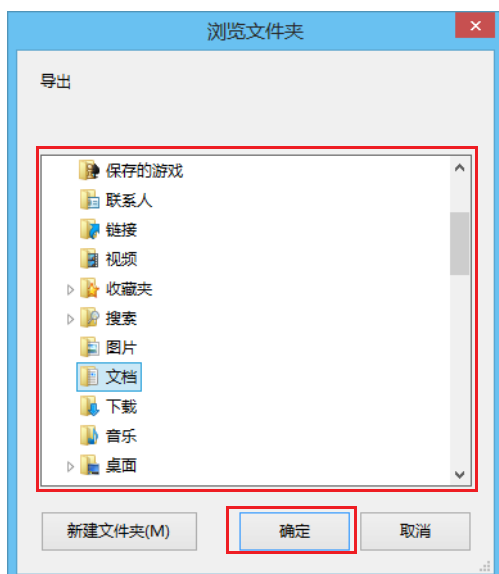 浏览文件夹
导出
保存的游戏
联系人
链接
视频
收藏夹
搜索
图片
文档
下载
音乐
桌面
新建文件夹(M) 确定 取消